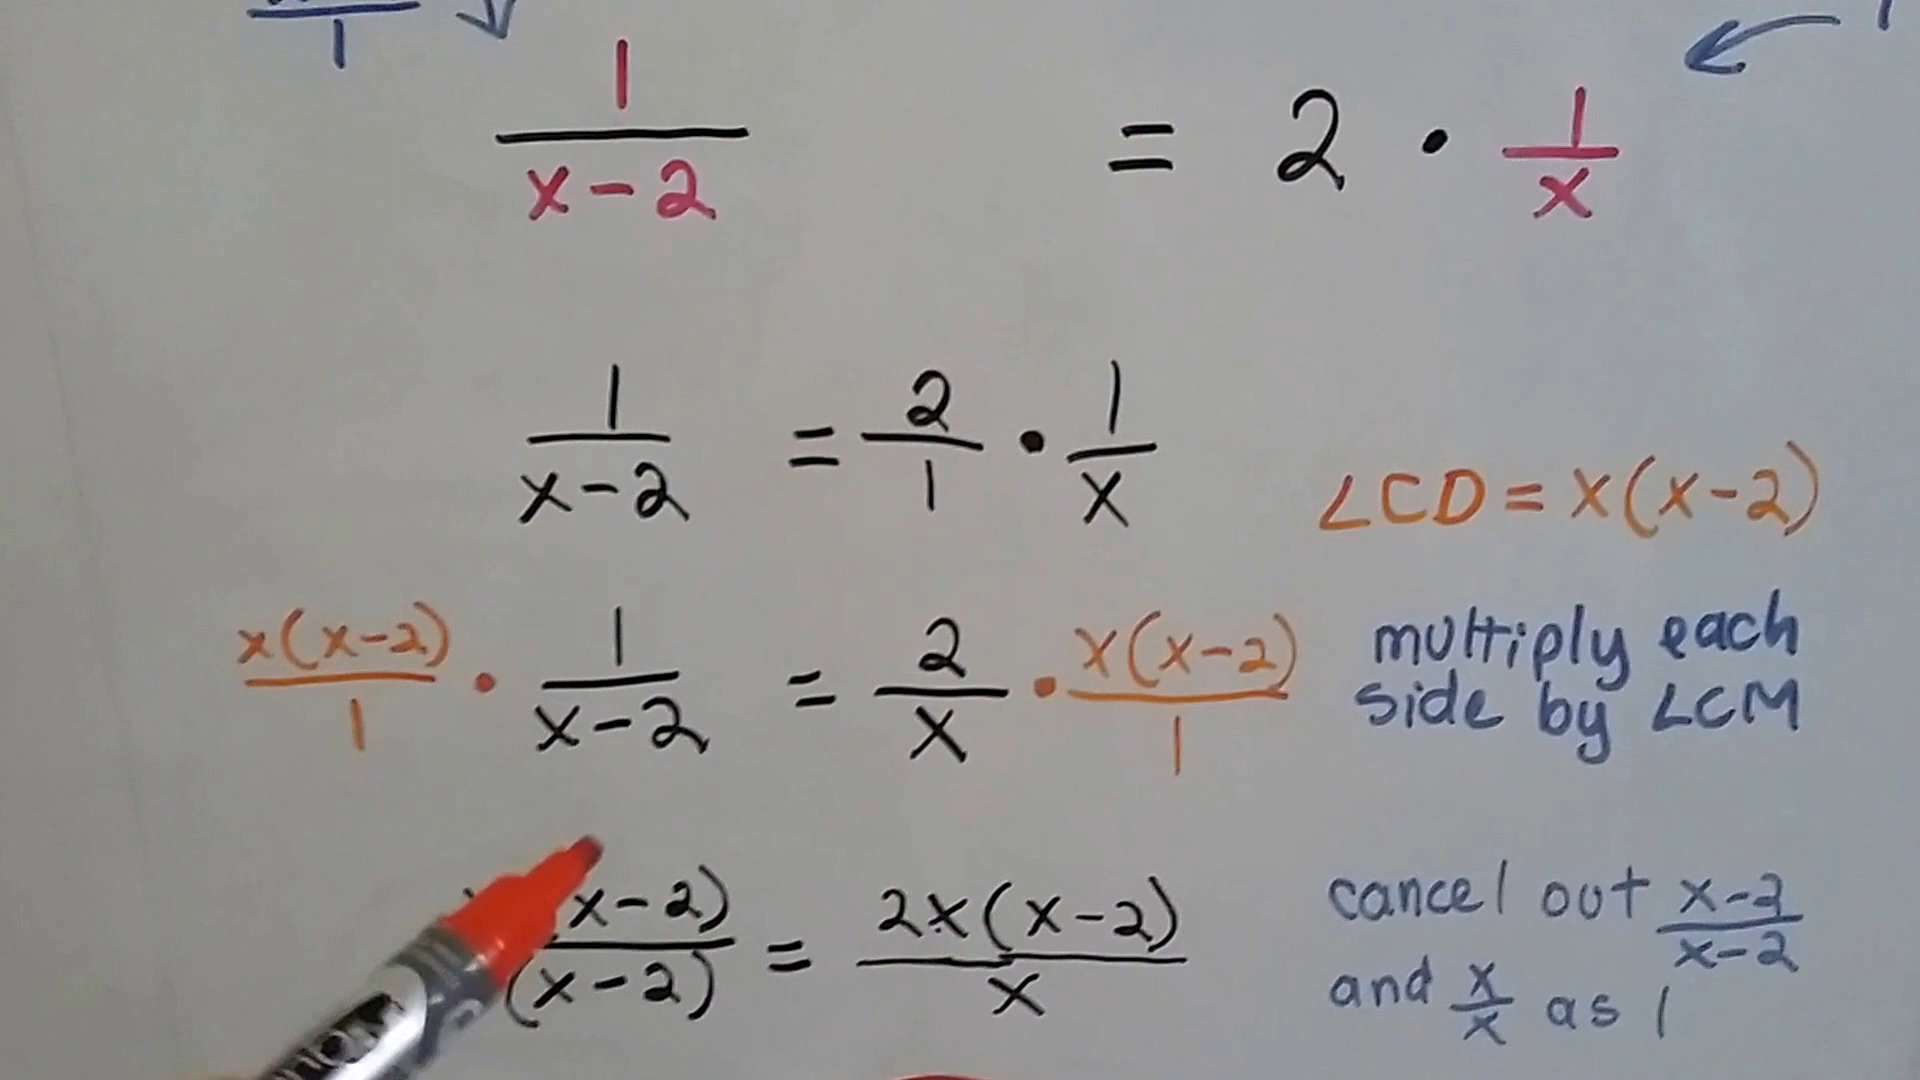 1
1/(x-2) = 2 · 1/x
1/(x-2) = 2/1 · 1/x
LCD = x(x-2)
x(x-2)/1 · 1/(x-2) = 2/x · x(x-2)/1
multiply each
side by LCM
x-2)/(x-2) = 2x(x-2)/x
cancel out x-2/x-2
and x/x as 1